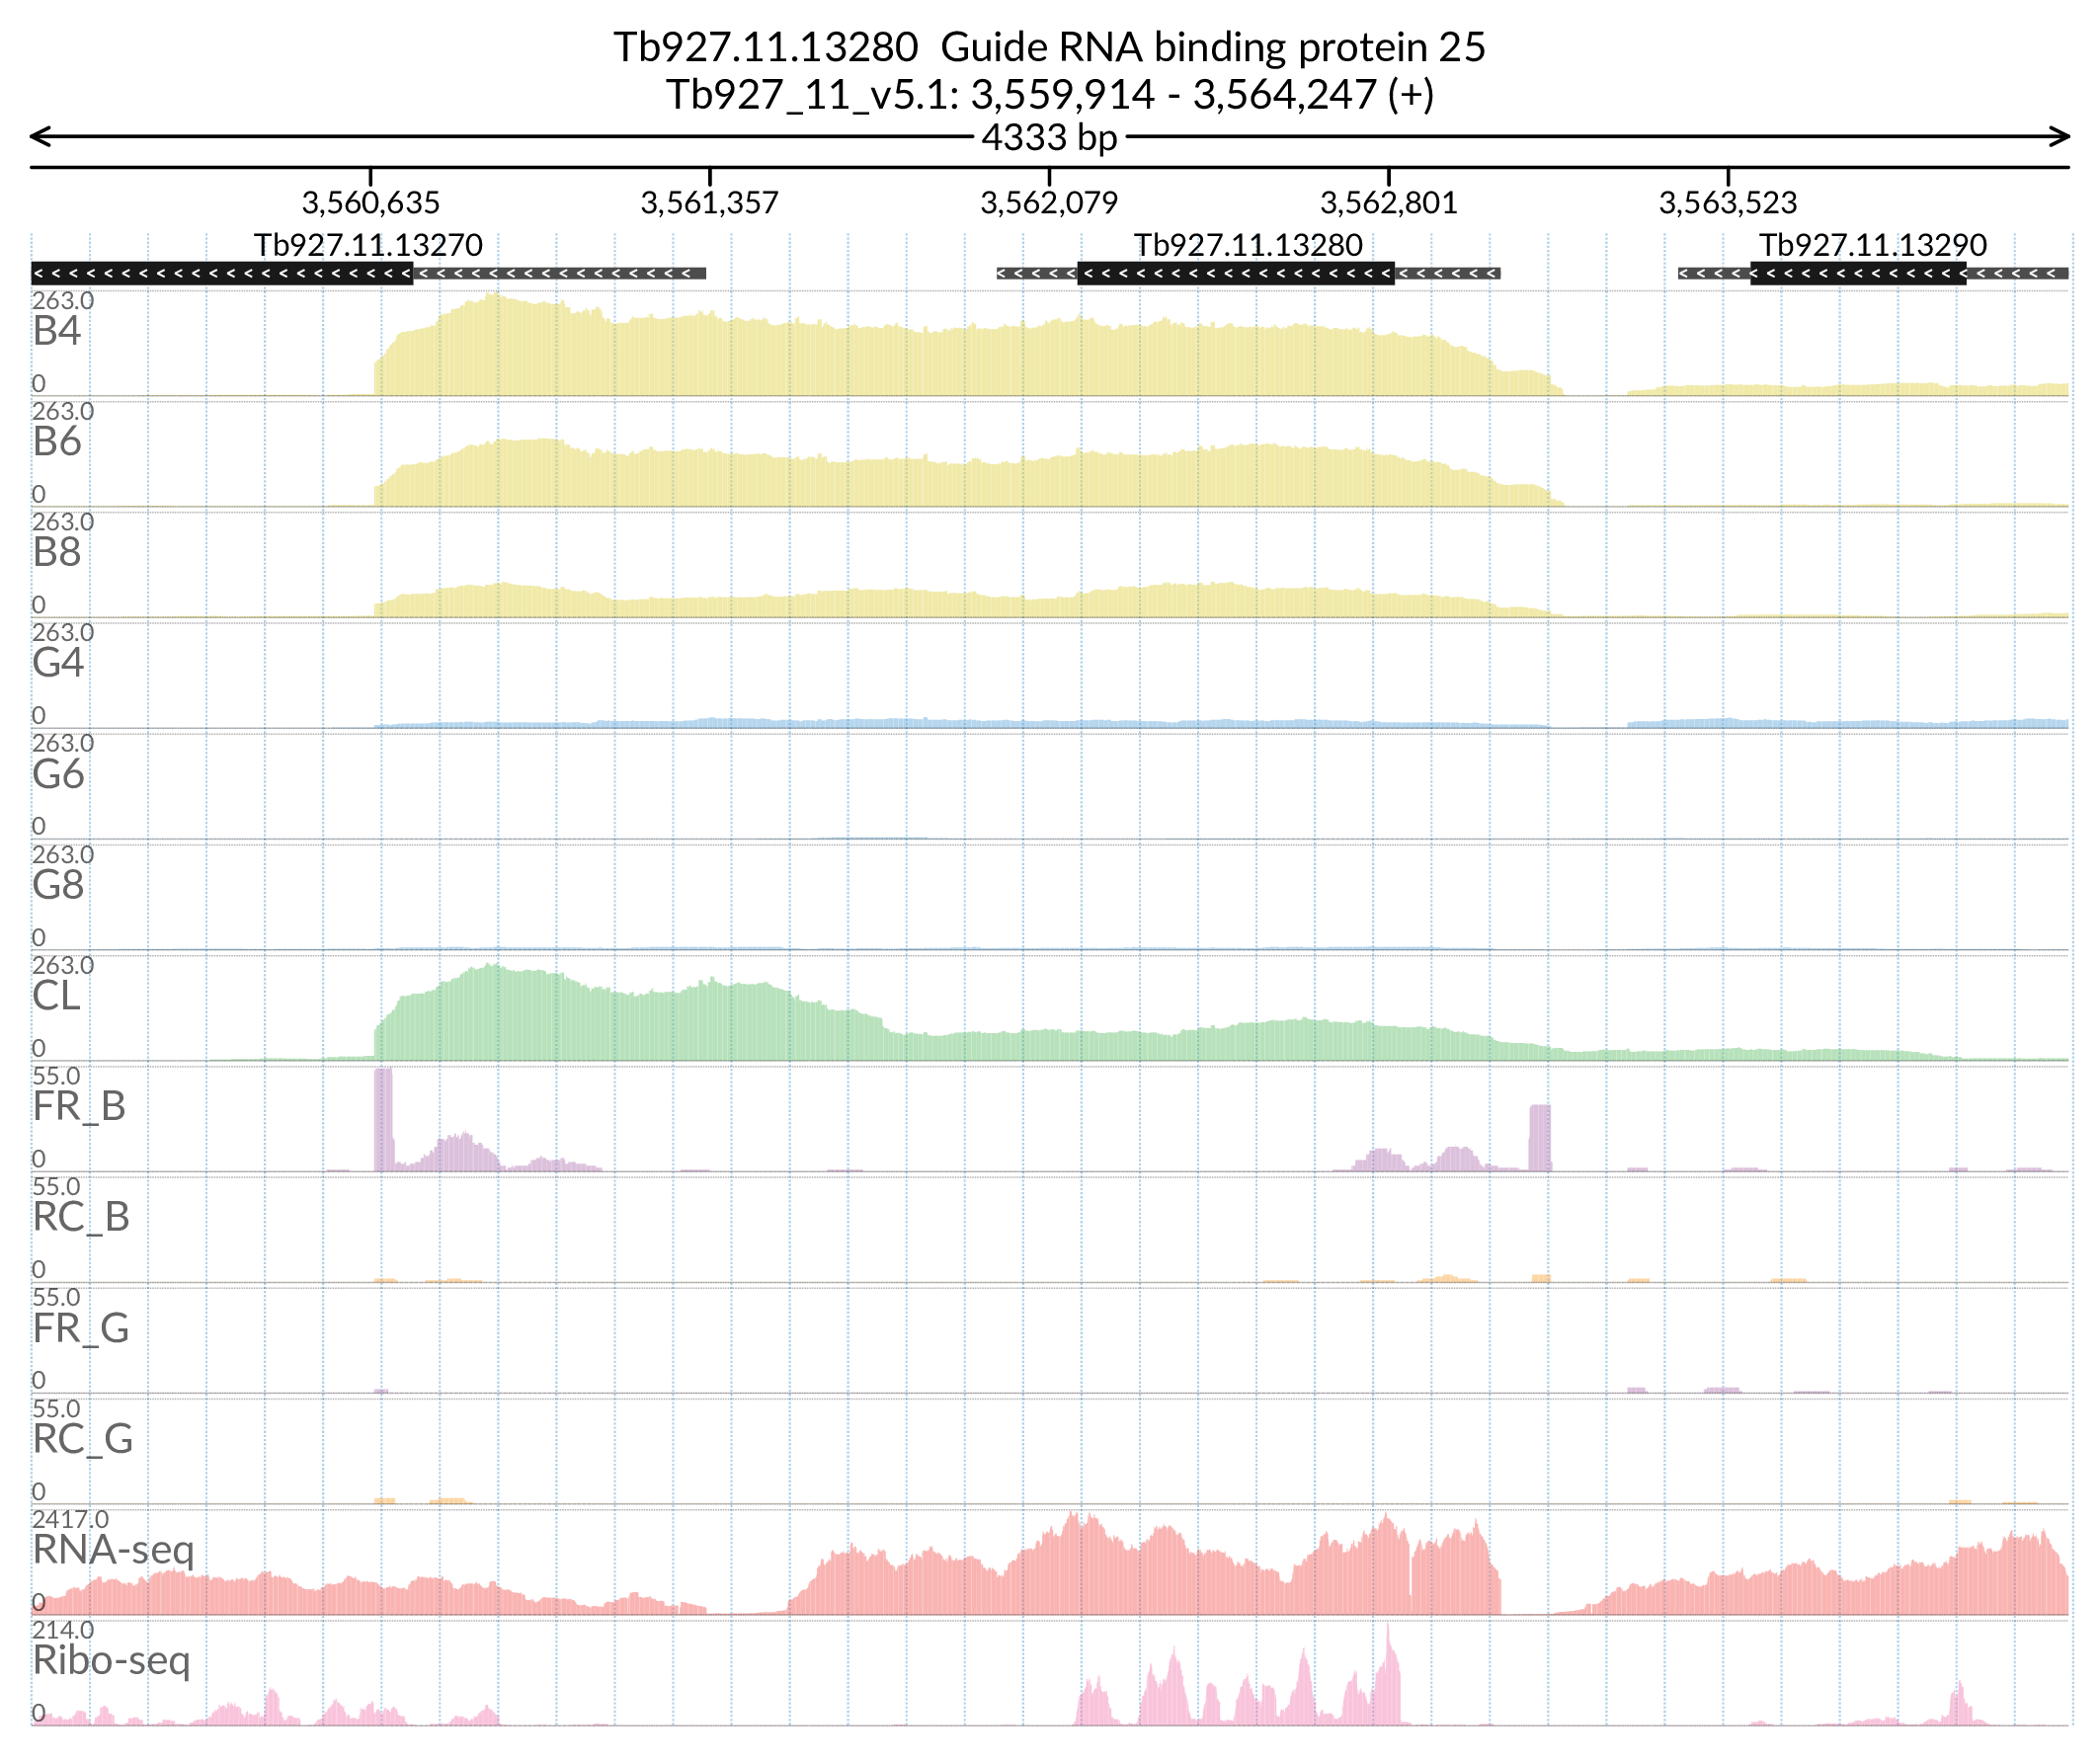 Tb927.11.13280 Guide RNA binding protein 25
Tb927_11_v5.1: 3,559,914 - 3,564,247 (+)
4333 bp
3,560,635 3,561,357 3,562,079 3,562,801 3,563,523
Tb927.11.13270 Tb927.11.13280 Tb927.11.13290
263.0
B4
0
263.0
B6
0
263.0
B8
0
263.0
G4
0
263.0
G6
0
263.0
G8
0
263.0
CL
0
55.0
FR_B
0
55.0
RC_B
0
55.0
FR_G
0
55.0
RC_G
0
2417.0
RNA-seq
0
214.0
Ribo-seq
0